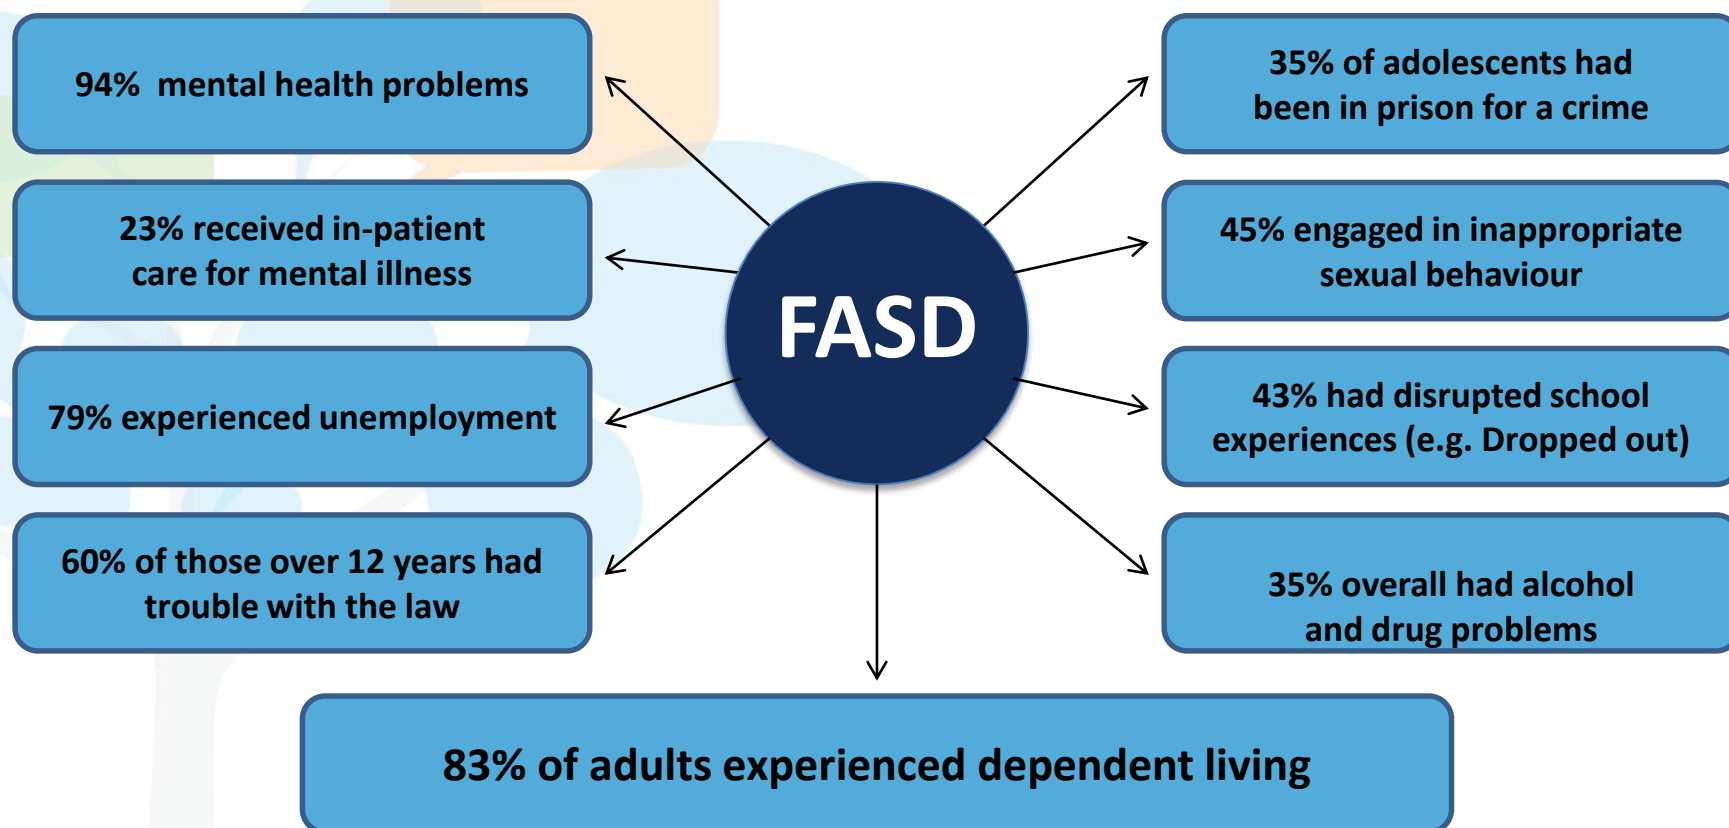 94%  mental health problems
23% received in-patient
care for mental illness
79% experienced unemployment
60% of those over 12 years had
trouble with the law
FASD
35% of adolescents had
been in prison for a crime
45% engaged in inappropriate
sexual behaviour
43% had disrupted school
experiences (e.g. Dropped out)
35% overall had alcohol
and drug problems
83% of adults experienced dependent living